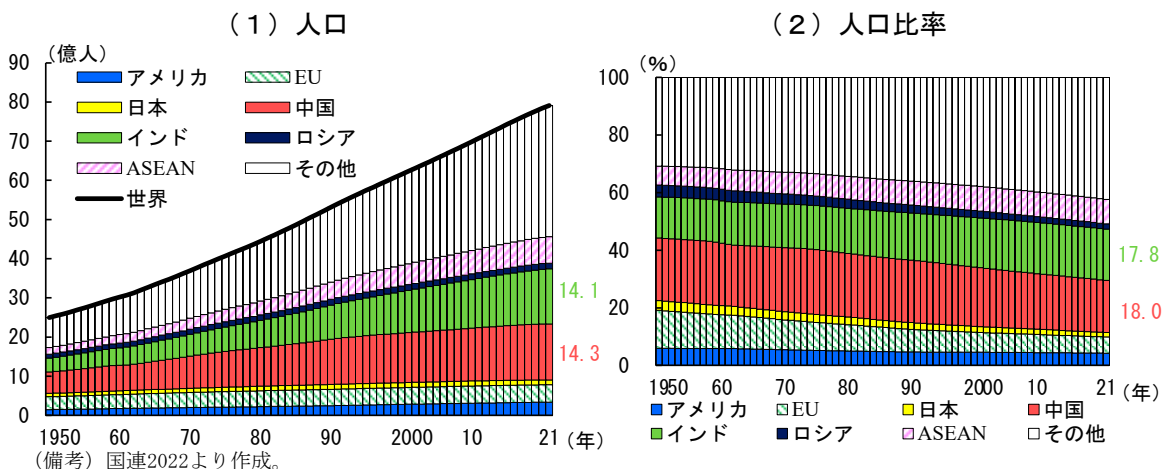 （１）人口
（億人）
90
80
70
60
50
40
30
20
10
0
アメリカ EU
日本 中国
インド ロシア
ASEAN その他
世界
14.1
14.3
1950 60 70 80 90 2000 10 21 （年）
（備考）国連2022より作成。
（２）人口比率
（%）
100
80
60
40
20
0
17.8
18.0
1950 60 70 80 90 2000 10 21 （年）
アメリカ EU 日本 中国
インド ロシア ASEAN その他